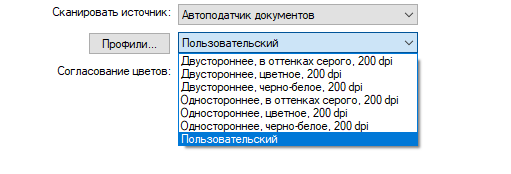 Сканировать источник: Автоподатчик документов
Профили... Пользовательский
Двустороннее, в оттенках серого, 200 dpi
Согласование цветов: Двустороннее, цветное, 200 dpi
Двустороннее, черно-белое, 200 dpi
Одностороннее, в оттенках серого, 200 dpi
Одностороннее, цветное, 200 dpi
Одностороннее, черно-белое, 200 dpi
Пользовательский